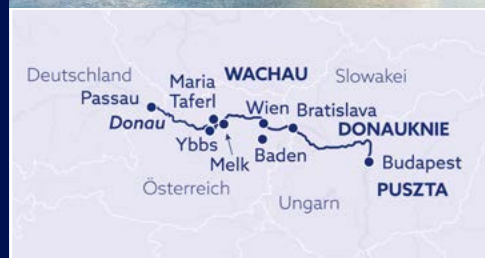 Deutschland
Passau
Donau
Maria
Taferl
WACHAU
Slowakei
Wien
Bratislava
DONAUKNIE
Ybbs
Melk
Baden
Budapest
Österreich
Ungarn
PUSZTA